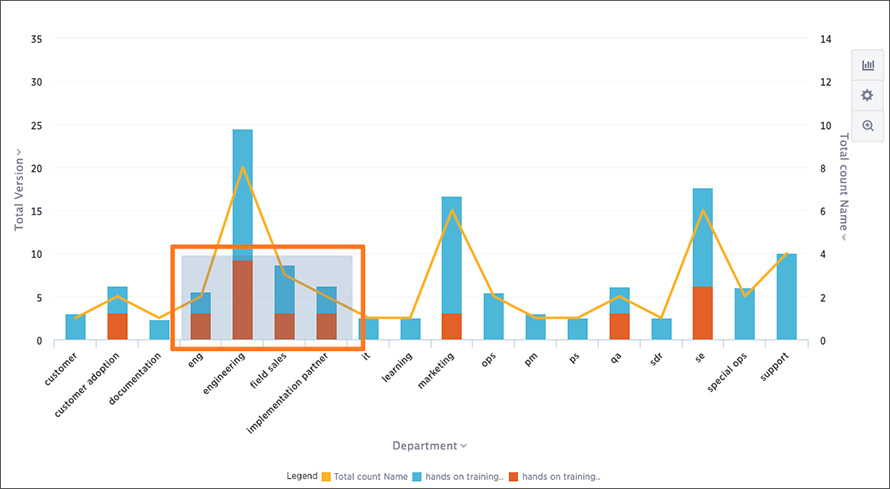 35
30
25
20
15
10
5
0
Total Version
14
12
10
8
6
4
2
0
Total count Name
customer
customer adoption
documentation
eng
engineering
field sales
implementation partner
it
learning
marketing
ops
pm
ps
qa
sdr
se
special ops
support
Department
Legend Total count Name hands on training.. hands on training..